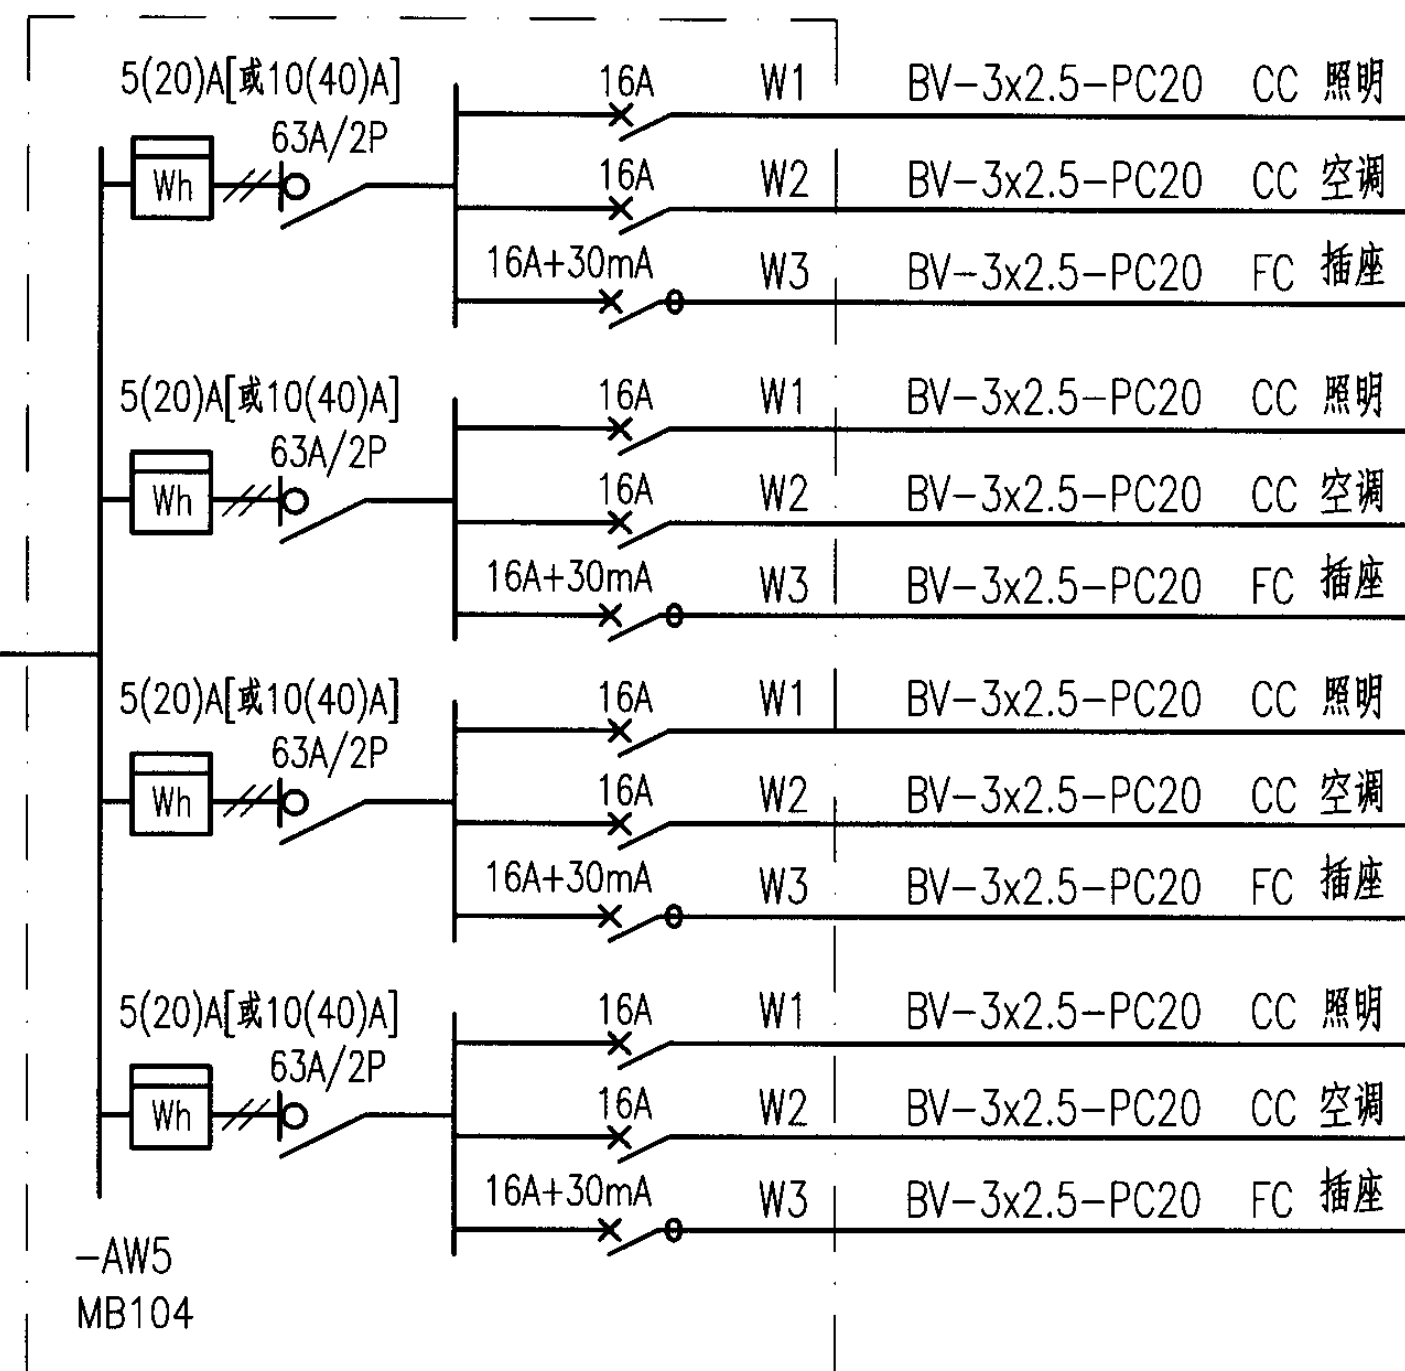 5(20)A[或10(40)A]
63A/2P
Wh
16A W1 BV-3x2.5-PC20 CC 照明
16A W2 BV-3x2.5-PC20 CC 空调
16A+30mA W3 BV-3x2.5-PC20 FC 插座
5(20)A[或10(40)A]
63A/2P
Wh
16A W1 BV-3x2.5-PC20 CC 照明
16A W2 BV-3x2.5-PC20 CC 空调
16A+30mA W3 BV-3x2.5-PC20 FC 插座
5(20)A[或10(40)A]
63A/2P
Wh
16A W1 BV-3x2.5-PC20 CC 照明
16A W2 BV-3x2.5-PC20 CC 空调
16A+30mA W3 BV-3x2.5-PC20 FC 插座
5(20)A[或10(40)A]
63A/2P
Wh
16A W1 BV-3x2.5-PC20 CC 照明
16A W2 BV-3x2.5-PC20 CC 空调
16A+30mA W3 BV-3x2.5-PC20 FC 插座
-AW5
MB104